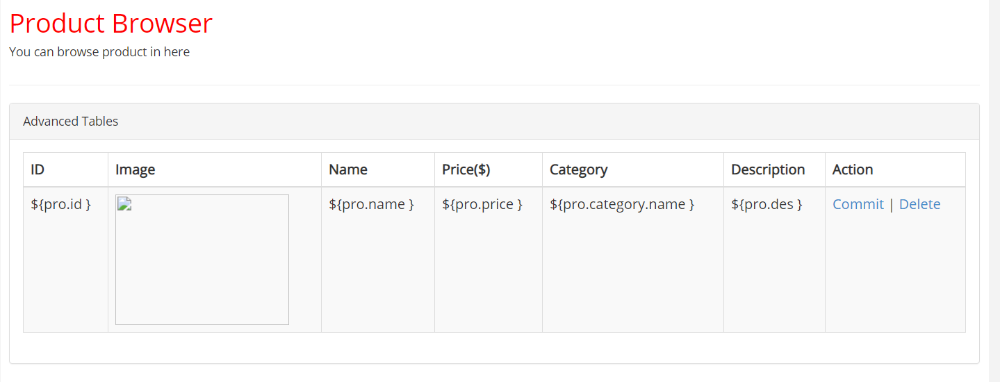 Product Browser
You can browse product in here
Advanced Tables
ID Image Name Price($) Category Description Action
${pro.id } ${pro.name } ${pro.price } ${pro.category.name } ${pro.des } Commit | Delete